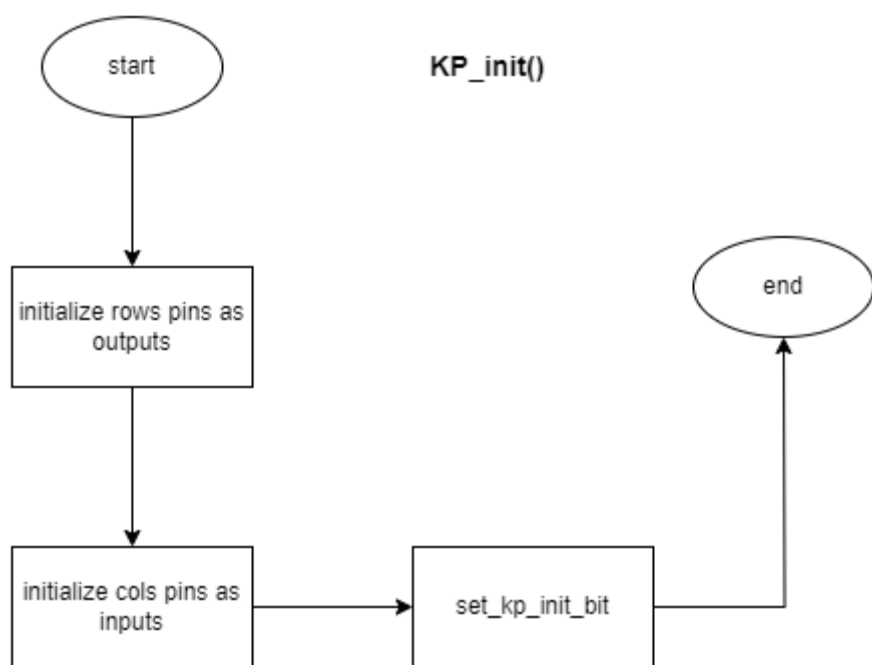 start
KP_init()
initialize rows pins as
outputs
end
initialize cols pins as
inputs
set_kp_init_bit